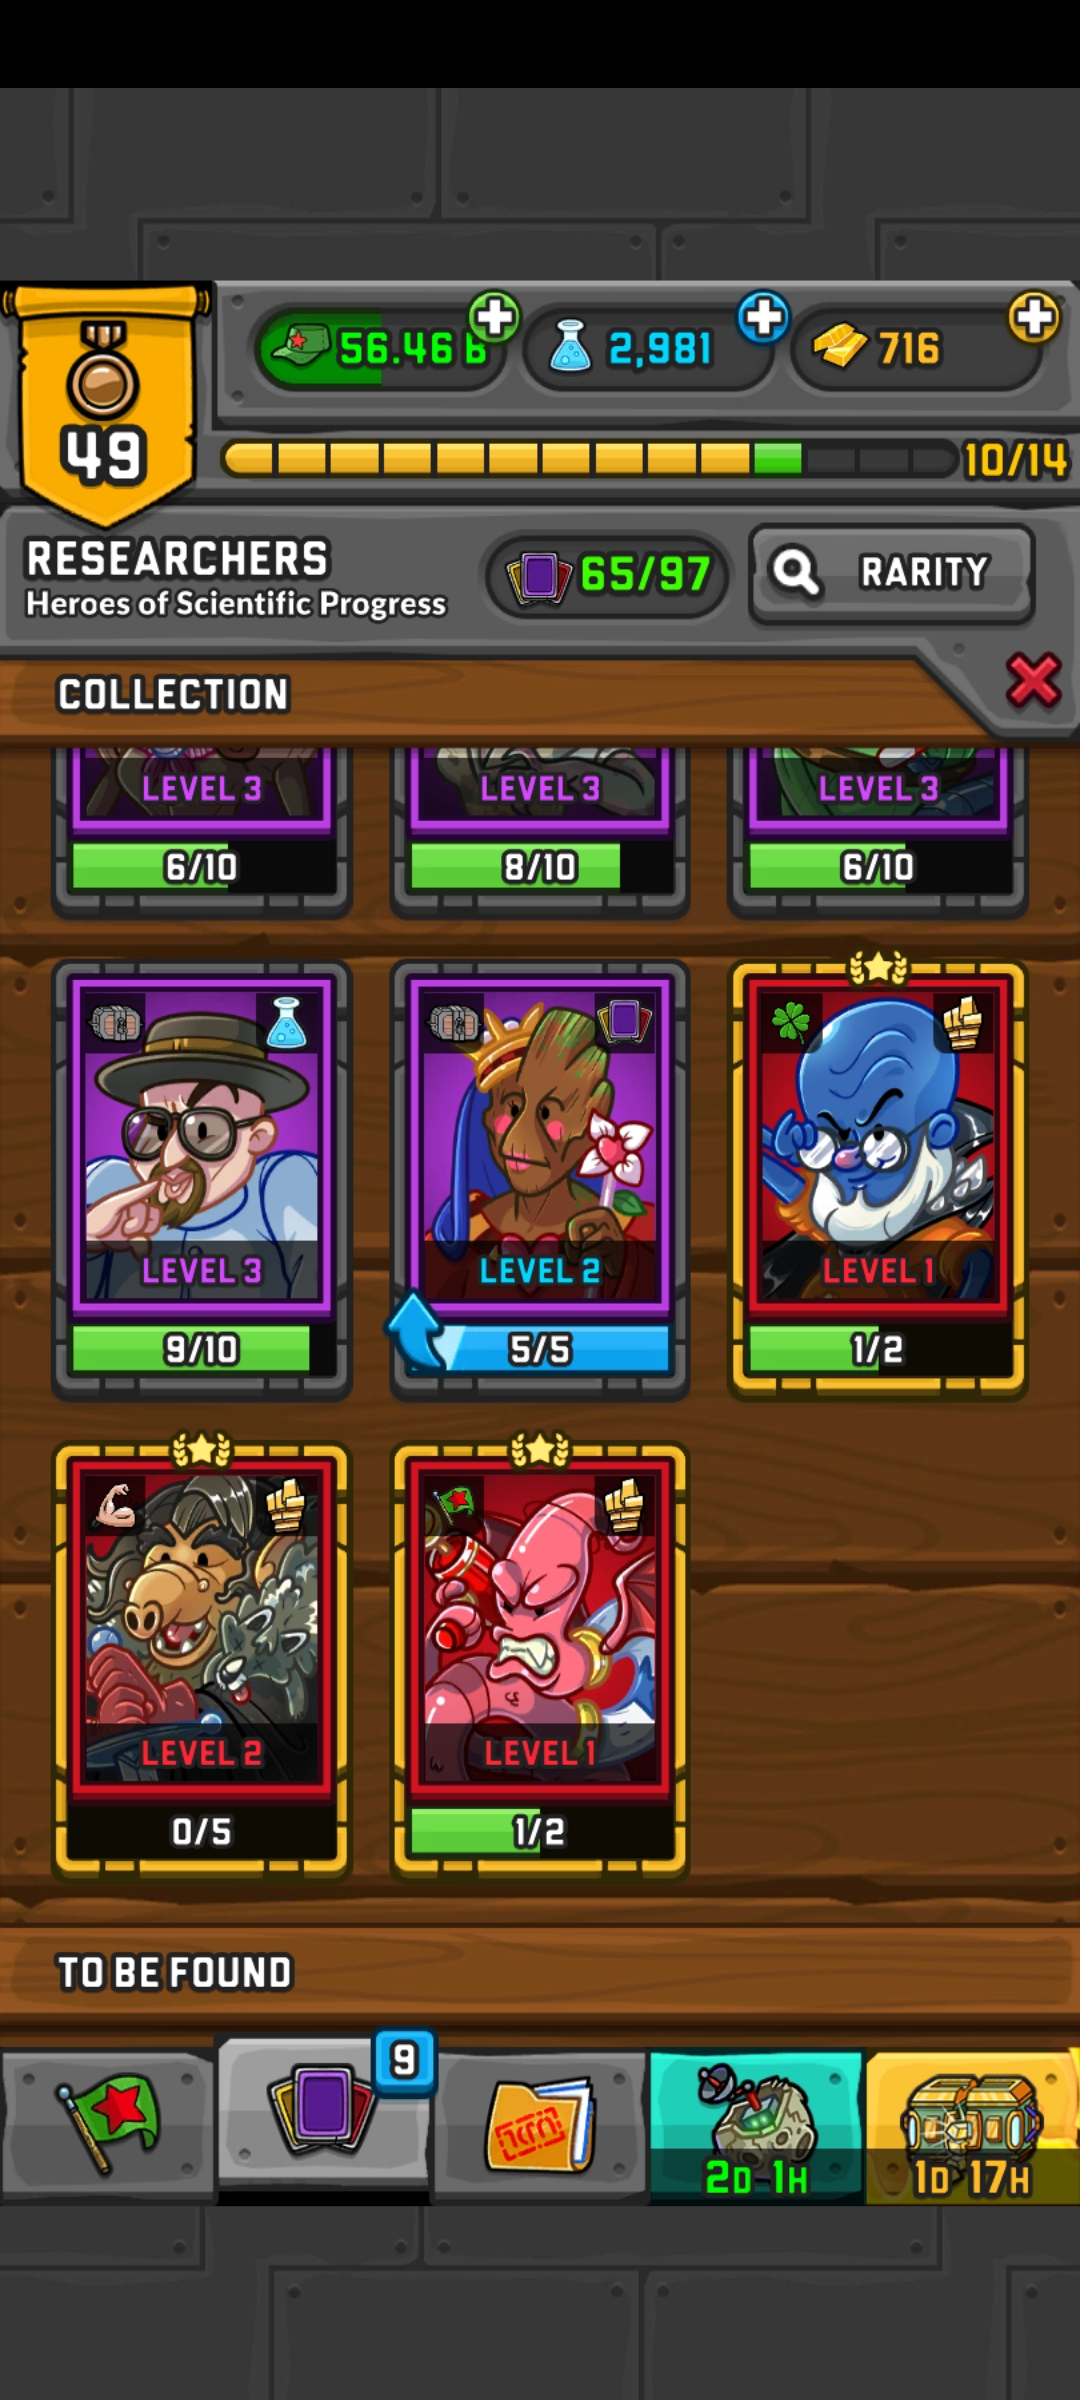 56.46 B
2,981
716
49
10/14
RESEARCHERS
Heroes of Scientific Progress
65/97
RARITY
COLLECTION
LEVEL 3
LEVEL 3
LEVEL 3
6/10
8/10
6/10
LEVEL 3
LEVEL 2
LEVEL 1
9/10
5/5
1/2
LEVEL 2
LEVEL 1
0/5
1/2
TO BE FOUND
9
2D 1H
1D 17H